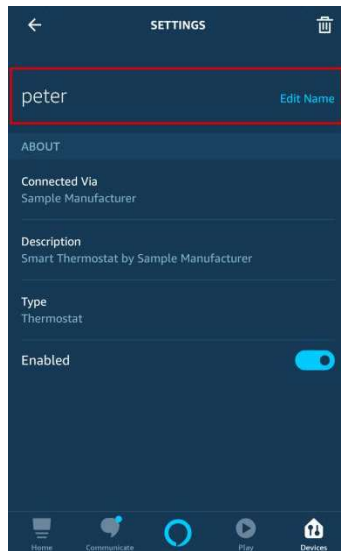 SETTINGS
peter
Edit Name
ABOUT
Connected Via
Sample Manufacturer
Description
Smart Thermostat by Sample Manufacturer
Type
Thermostat
Enabled
Home Communicate Play Devices